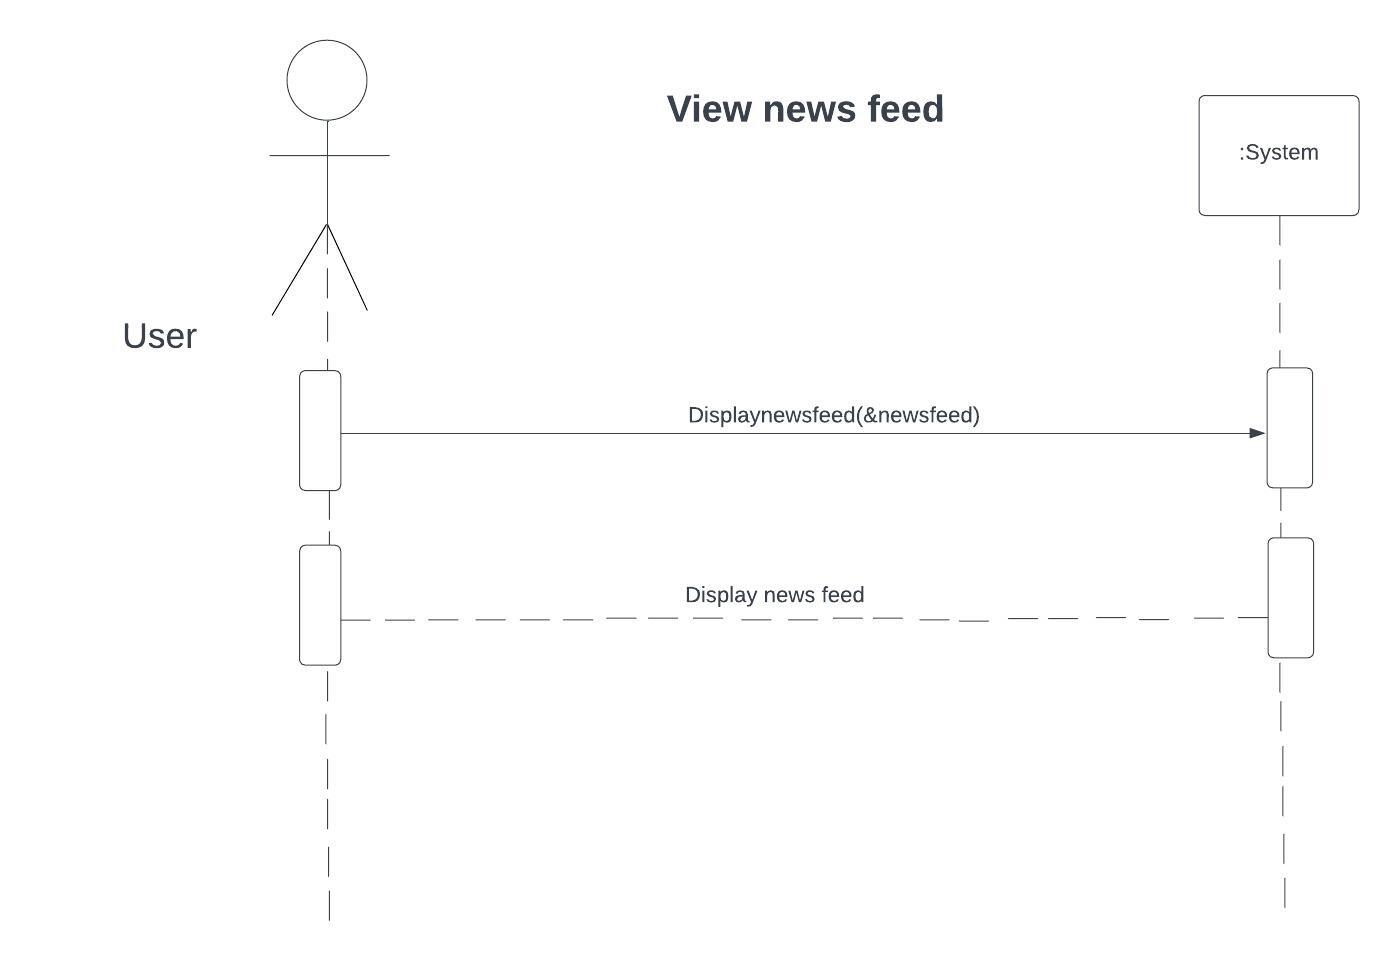 View news feed
:System
User
Displaynewsfeed(&newsfeed)
Display news feed